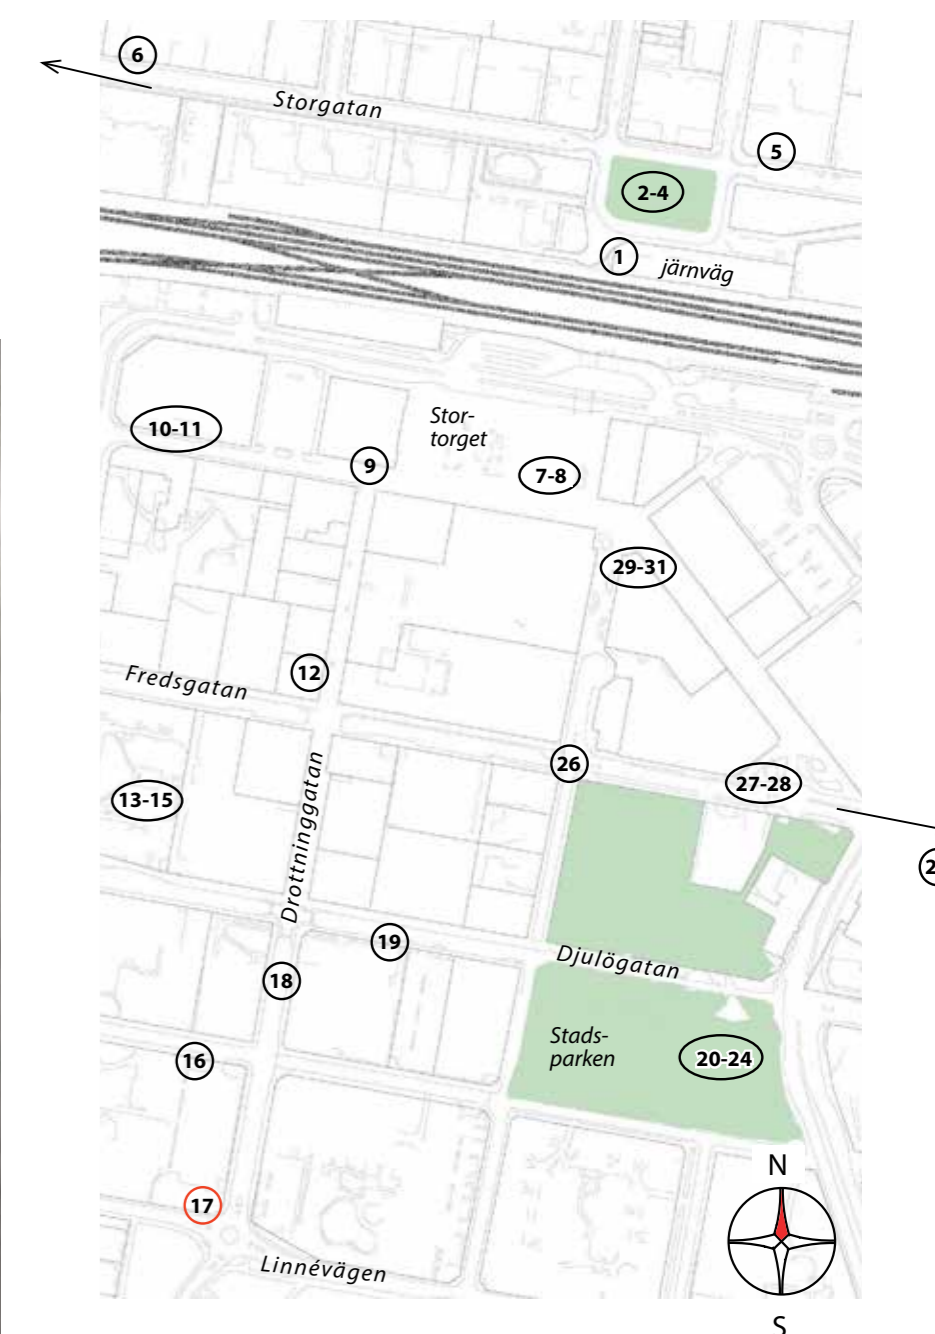 6
Storgatan
5
2-4
1
järnväg
10-11
Stor-
torget
9
7-8
29-31
12
Fredsgatan
26
27-28
13-15
Drottninggatan
19
Djulögatan
18
Stads-
parken
20-24
16
N
17
Linnévägen
S